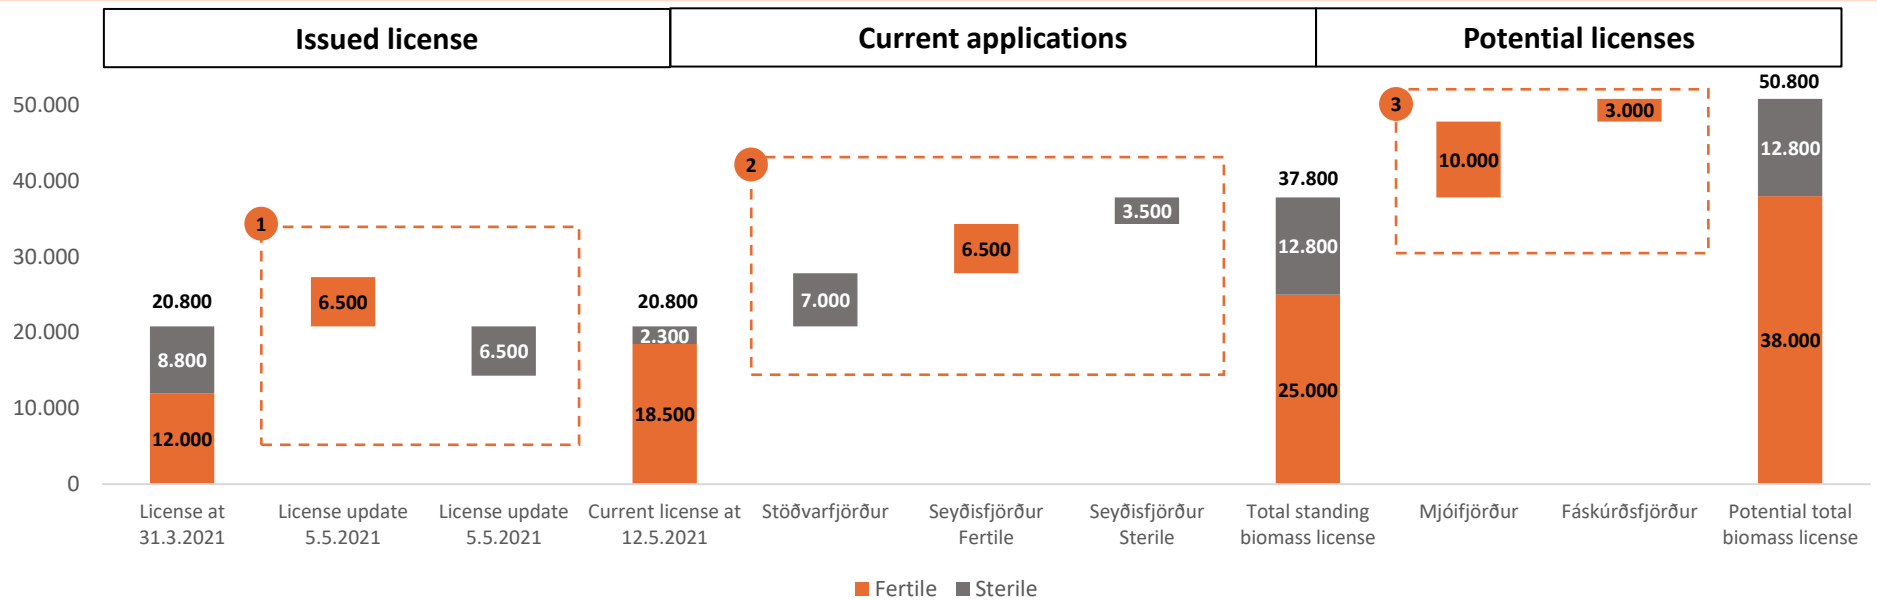 Issued license
Current applications
Potential licenses
50.000
40.000
30.000
20.000
10.000
0
20.800
8.800
12.000
1
6.500
6.500
20.800
2.300
18.500
2
7.000
6.500
3.500
37.800
12.800
25.000
3
10.000
3.000
50.800
12.800
38.000
License at
31.3.2021
License update
5.5.2021
License update
5.5.2021
Current license at
12.5.2021
Stöðvarfjörður
Seyðisfjörður
Fertile
Seyðisfjörður
Sterile
Total standing
biomass license
Mjóifjörður
Fáskúrðsfjörður
Potential total
biomass license
Fertile
Sterile